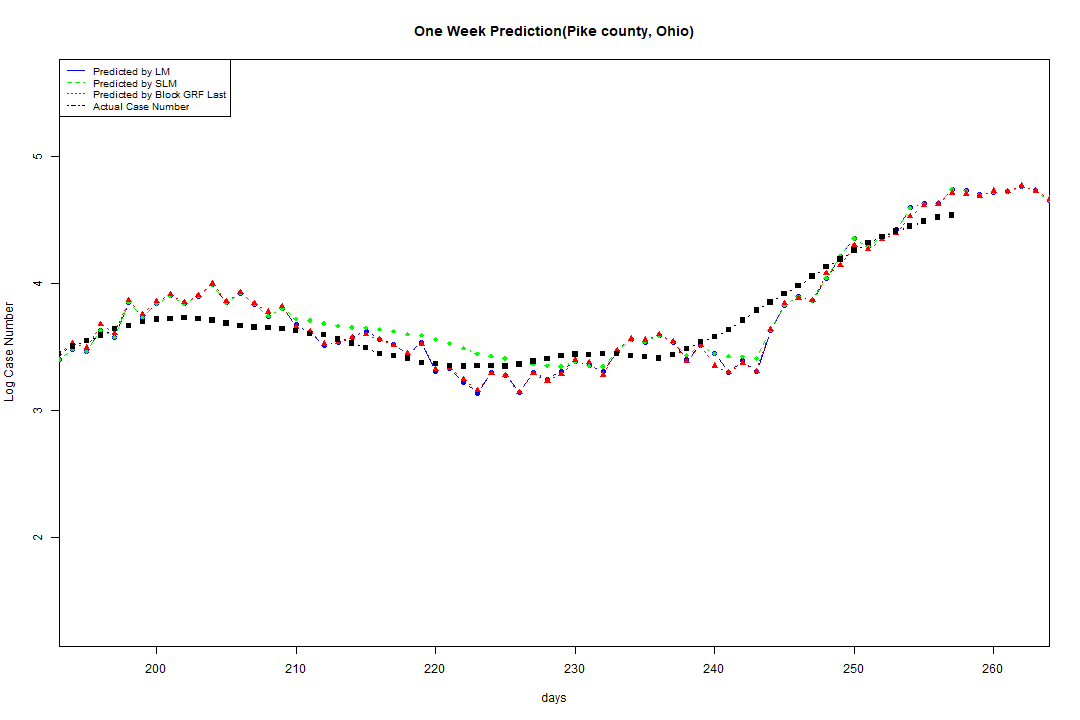 One Week Prediction(Pike county, Ohio)
Predicted by LM
Predicted by SLM
Predicted by Block GRF Last
Actual Case Number
5
4
3
2
Log Case Number
200 210 220 230 240 250 260
days